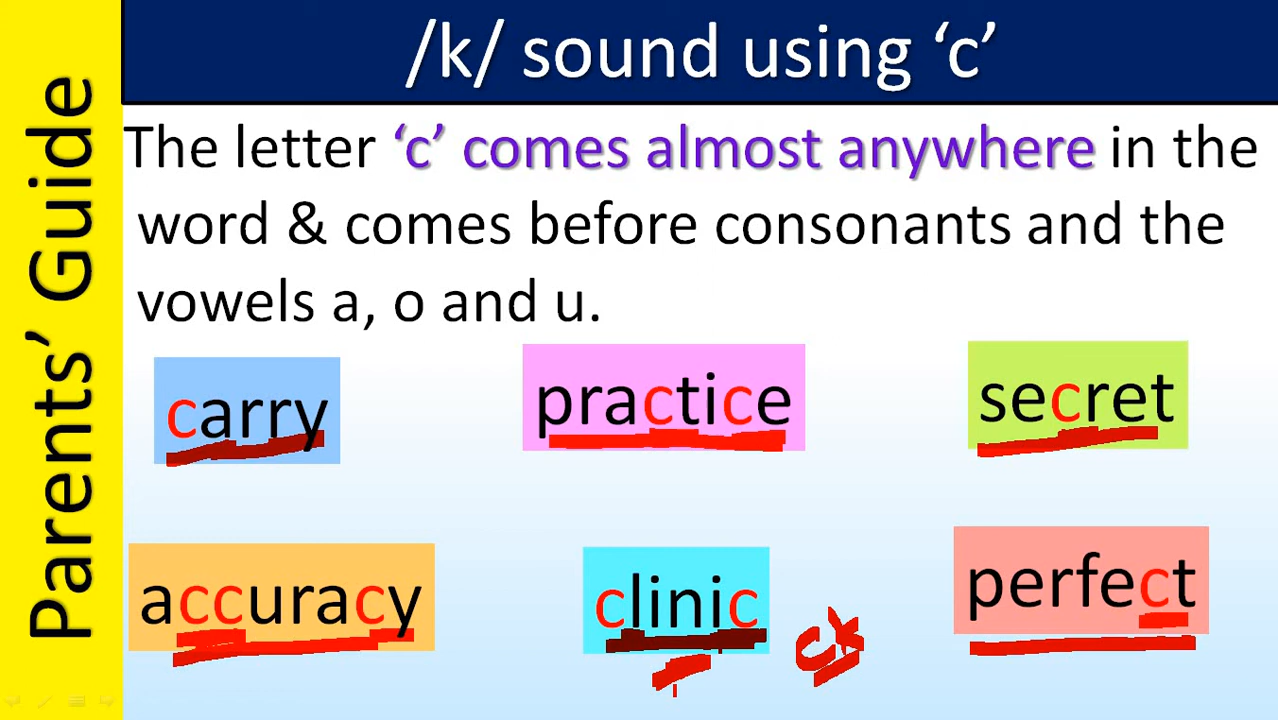 Parents' Guide
/k/ sound using 'c'
The letter 'c' comes almost anywhere in the
word & comes before consonants and the
vowels a, o and u.
carry practice secret
accuracy clinic ck perfect